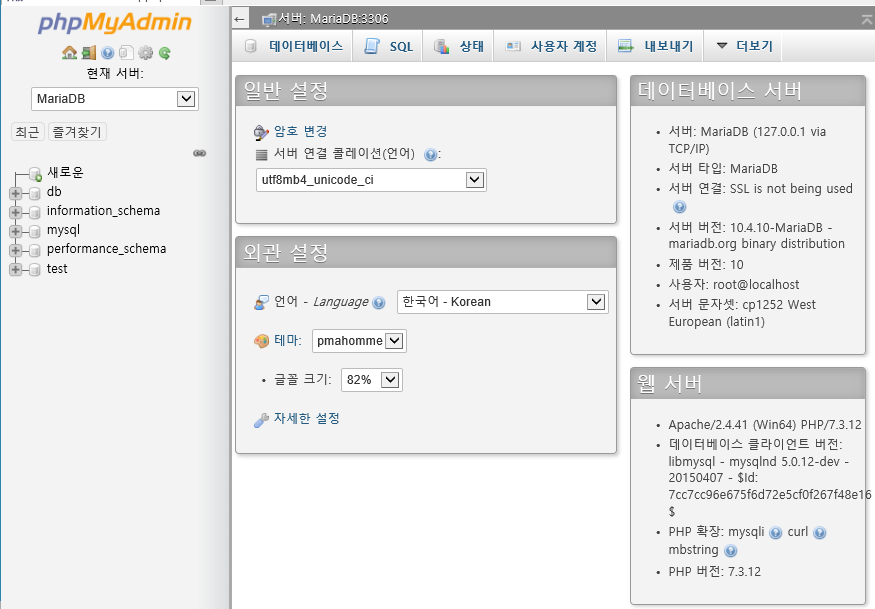 phpMyAdmin
현재 서버:
MariaDB
최근 즐겨찾기
새로운
db
information_schema
mysql
performance_schema
test
서버: MariaDB:3306
데이터베이스 SQL 상태 사용자 계정 내보내기 더보기
일반 설정
암호 변경
서버 연결 콜레이션(언어) :
utf8mb4_unicode_ci
외관 설정
언어 - Language 한국어 - Korean
테마: pmahomme
• 글꼴 크기: 82%
자세한 설정
데이터베이스 서버
• 서버: MariaDB (127.0.0.1 via
TCP/IP)
• 서버 타입: MariaDB
• 서버 연결: SSL is not being used
• 서버 버전: 10.4.10-MariaDB -
mariadb.org binary distribution
• 제품 버전: 10
• 사용자: root@localhost
• 서버 문자셋: cp1252 West
European (latin1)
웹 서버
• Apache/2.4.41 (Win64) PHP/7.3.12
• 데이터베이스 클라이언트 버전:
libmysql - mysqlnd 5.0.12-dev -
20150407 - $Id:
7cc7cc96e675f6d72e5cf0f267f48e16
$
• PHP 확장: mysqli curl
mbstring
• PHP 버전: 7.3.12